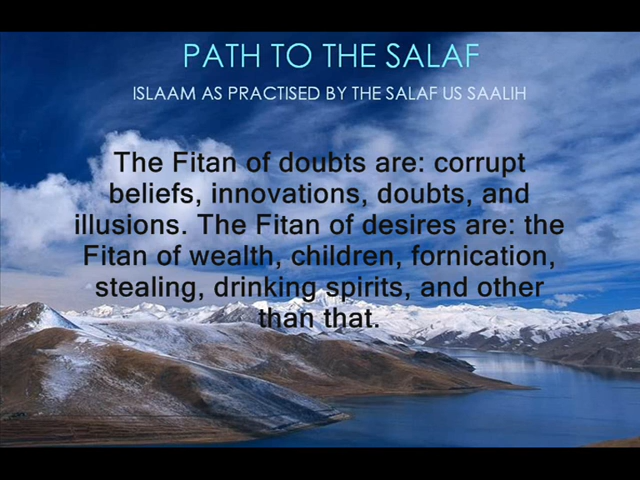 PATH TO THE SALAF
ISLAAM AS PRACTISED BY THE SALAF US SAALIH
The Fitan of doubts are: corrupt
beliefs, innovations, doubts, and
illusions. The Fitan of desires are: the
Fitan of wealth, children, fornication,
stealing, drinking spirits, and other
than that.